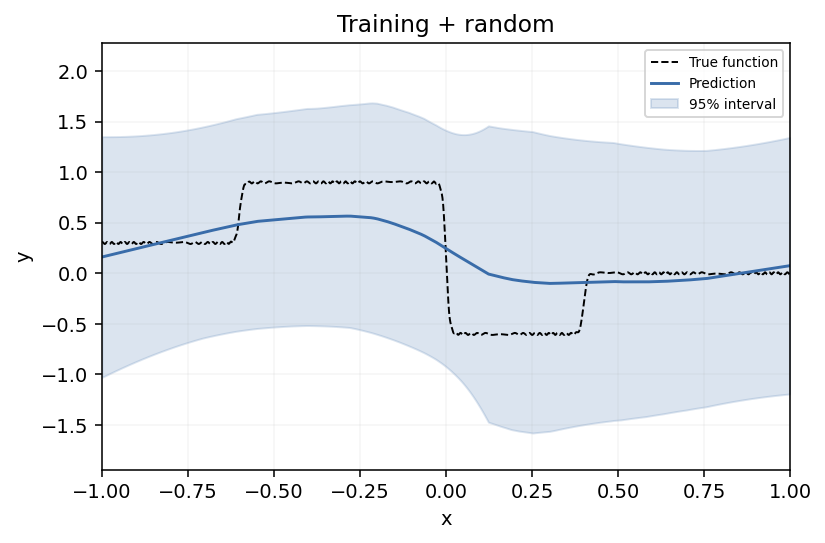 Training + random
True function
Prediction
95% interval
2.0
1.5
1.0
0.5
0.0
−0.5
−1.0
−1.5
y
−1.00 −0.75 −0.50 −0.25 0.00 0.25 0.50 0.75 1.00
x